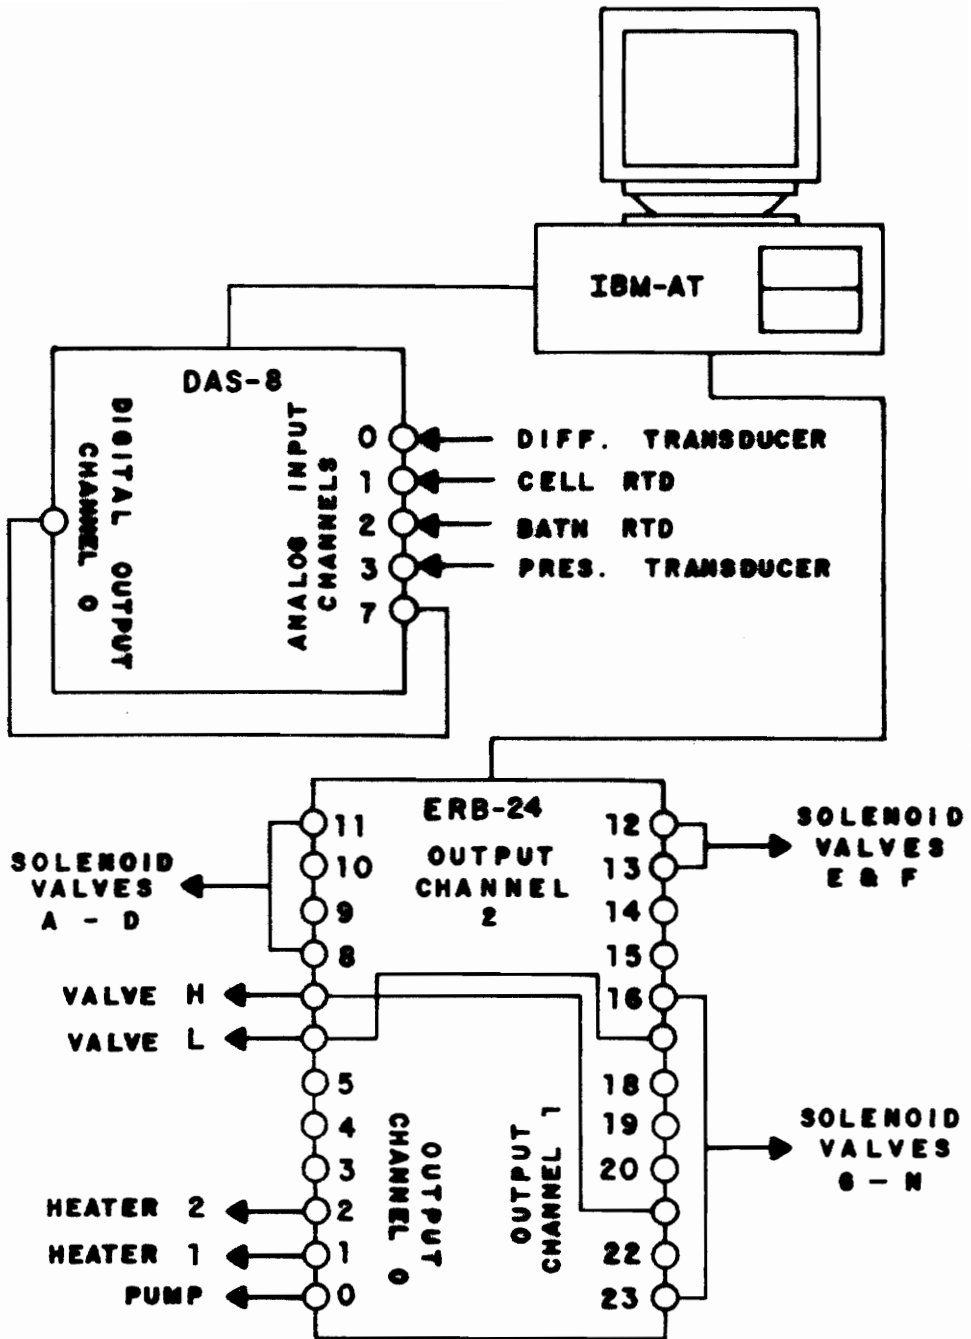 IBM-AT
DAS-8
DIGITAL OUTPUT
CHANNEL 0
ANALOG INPUT
CHANNELS
0 DIFF. TRANSDUCER
1 CELL RTD
2 BATH RTD
3 PRES. TRANSDUCER
7
ERB-24
OUTPUT
CHANNEL
2
11
10
9
8
SOLENOID
VALVES
A - D
12
13
14
15
SOLENOID
VALVES
E & F
VALVE H
VALVE L
5
4
3
HEATER 2 2
HEATER 1 1
PUMP 0
OUTPUT
CHANNEL 0
OUTPUT
CHANNEL 1
16
18
19
20
22
23
SOLENOID
VALVES
G - N